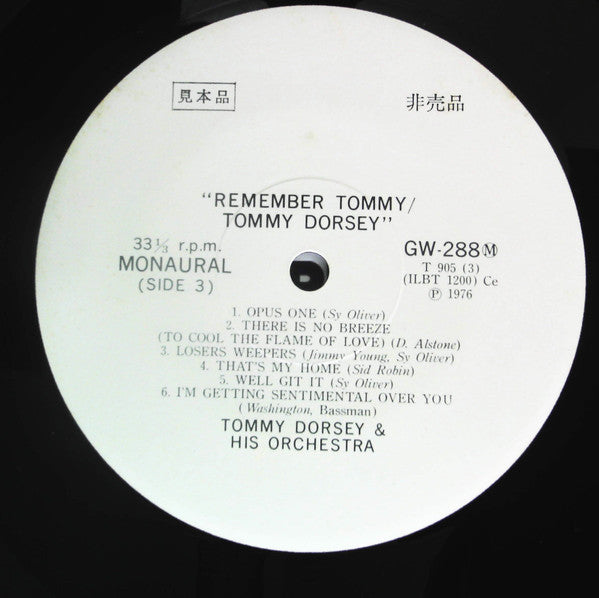 見本品
非売品
"REMEMBER TOMMY/
TOMMY DORSEY"
33⅓ r.p.m.
MONAURAL
(SIDE 3)
GW-288Ⓜ
T 905 (3)
(ILBT 1200) Ce
Ⓟ 1976
1. OPUS ONE (Sy Oliver)
2. THERE IS NO BREEZE
(TO COOL THE FLAME OF LOVE) (D. Alstone)
3. LOSERS WEEPERS (Jimmy Young, Sy Oliver)
4. THAT'S MY HOME (Sid Robin)
5. WELL GIT IT (Sy Oliver)
6. I'M GETTING SENTIMENTAL OVER YOU
(Washington, Bassman)
TOMMY DORSEY &
HIS ORCHESTRA